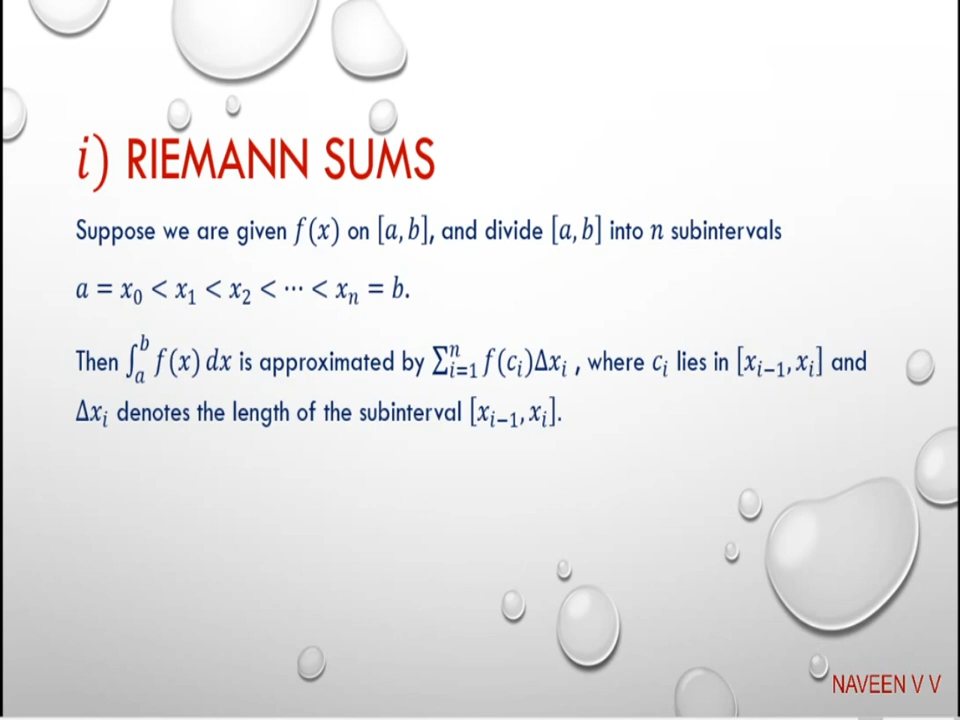 i) RIEMANN SUMS
Suppose we are given f(x) on [a, b], and divide [a, b] into n subintervals
a = x₀ < x₁ < x₂ < ⋯ < xₙ = b.
Then ∫ₐᵇ f(x) dx is approximated by ∑ᵢ₌₁ⁿ f(cᵢ)Δxᵢ , where cᵢ lies in [xᵢ₋₁, xᵢ] and
Δxᵢ denotes the length of the subinterval [xᵢ₋₁, xᵢ].
NAVEEN V V